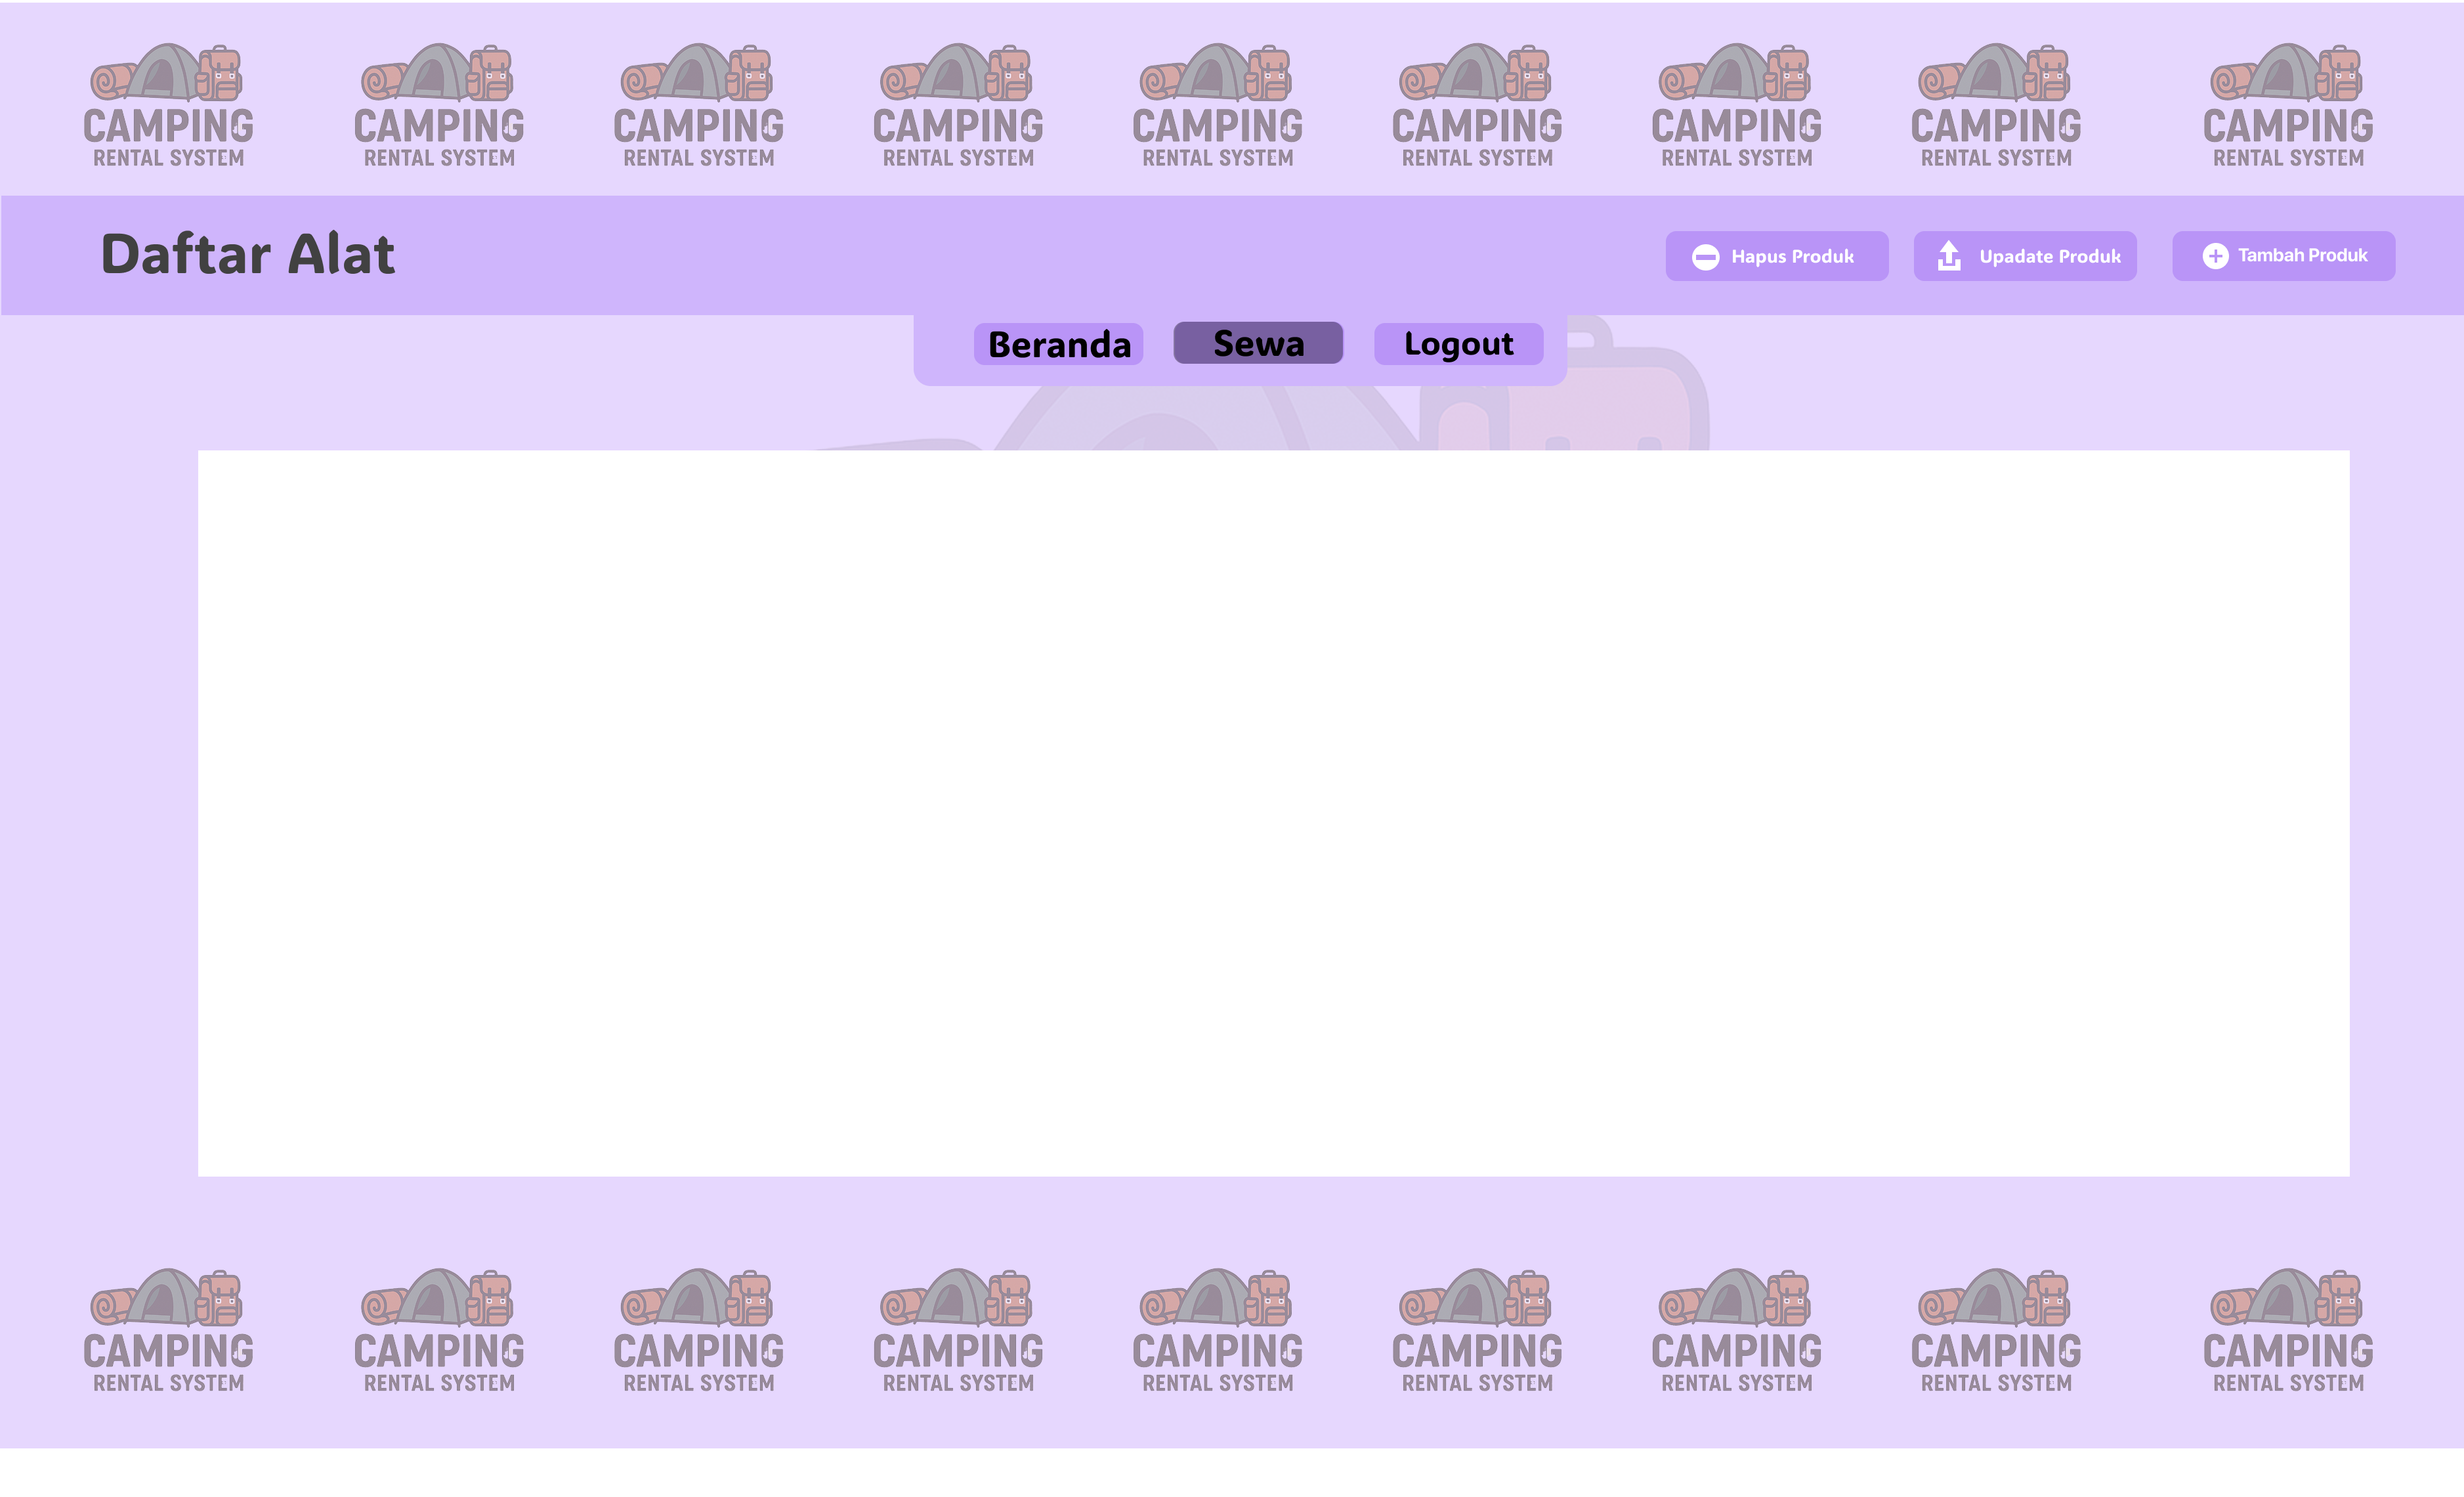 CAMPING CAMPING CAMPING CAMPING CAMPING CAMPING CAMPING CAMPING CAMPING
RENTAL SYSTEM RENTAL SYSTEM RENTAL SYSTEM RENTAL SYSTEM RENTAL SYSTEM RENTAL SYSTEM RENTAL SYSTEM RENTAL SYSTEM RENTAL SYSTEM
Daftar Alat
Hapus Produk
Upadate Produk
Tambah Produk
Beranda
Sewa
Logout
CAMPING CAMPING CAMPING CAMPING CAMPING CAMPING CAMPING CAMPING CAMPING
RENTAL SYSTEM RENTAL SYSTEM RENTAL SYSTEM RENTAL SYSTEM RENTAL SYSTEM RENTAL SYSTEM RENTAL SYSTEM RENTAL SYSTEM RENTAL SYSTEM